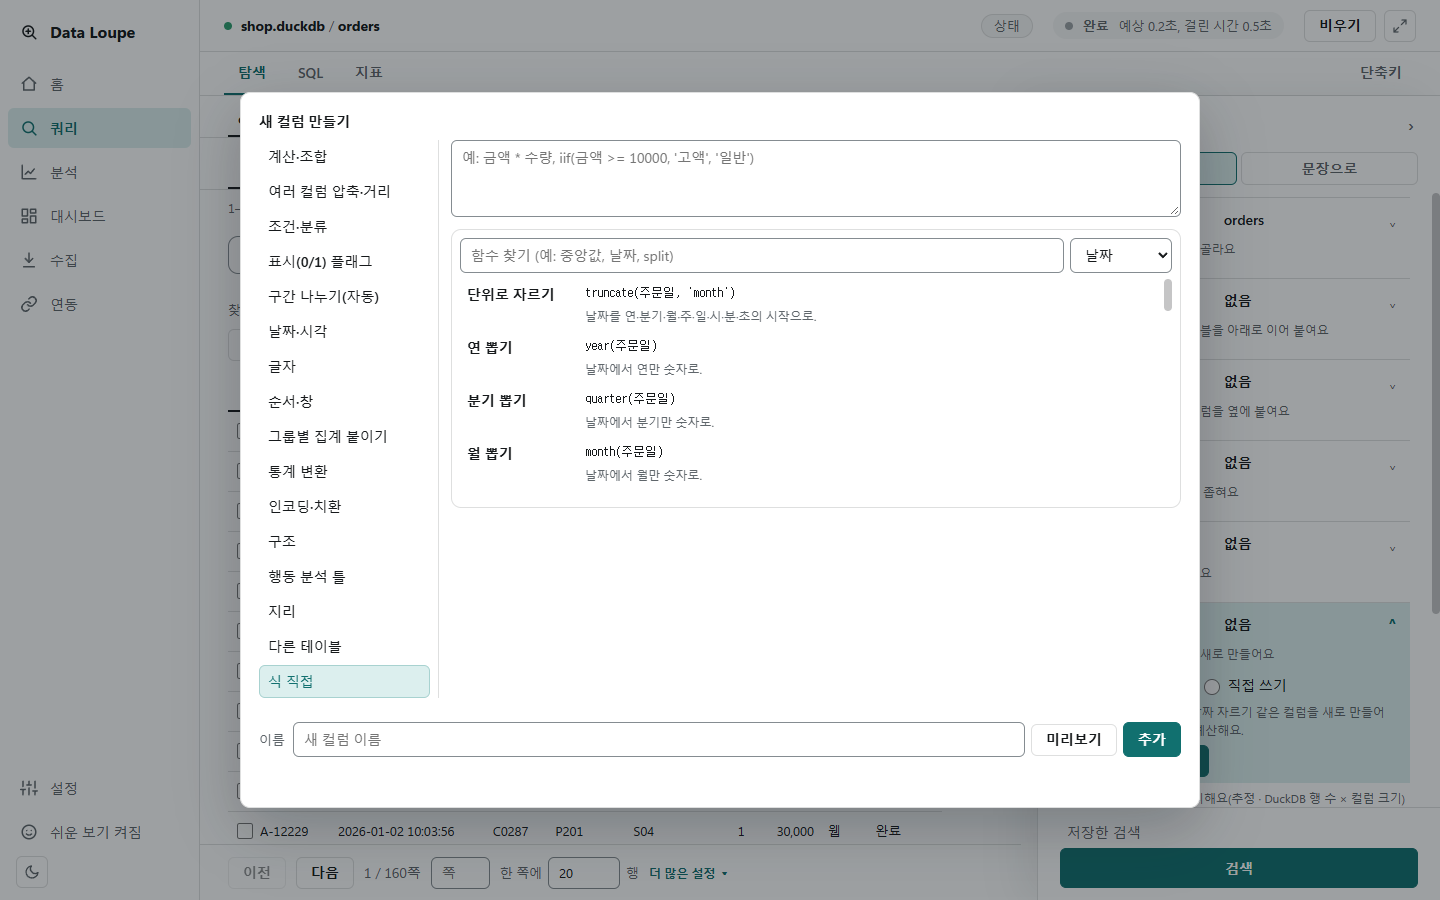 Data Loupe
홈
쿼리
분석
대시보드
수집
연동
설정
쉬운 보기 켜짐
shop.duckdb / orders
상태
완료 예상 0.2초, 걸린 시간 0.5초
비우기
탐색
SQL
지표
단축키
새 컬럼 만들기
계산·조합
여러 컬럼 압축·거리
조건·분류
표시(0/1) 플래그
구간 나누기(자동)
날짜·시각
글자
순서·창
그룹별 집계 붙이기
통계 변환
인코딩·치환
구조
행동 분석 틀
지리
다른 테이블
식 직접
예: 금액 * 수량, iif(금액 >= 10000, '고액', '일반')
함수 찾기 (예: 중앙값, 날짜, split)
날짜
단위로 자르기
truncate(주문일, 'month')
날짜를 연·분기·월·주·일·시·분·초의 시작으로.
연 뽑기
year(주문일)
날짜에서 연만 숫자로.
분기 뽑기
quarter(주문일)
날짜에서 분기만 숫자로.
월 뽑기
month(주문일)
날짜에서 월만 숫자로.
이름
새 컬럼 이름
미리보기
추가
1–
찾
문장으로
orders
골라요
없음
블을 아래로 이어 붙여요
없음
럼을 옆에 붙여요
없음
좁혀요
없음
요
없음
새로 만들어요
직접 쓰기
짜 자르기 같은 컬럼을 새로 만들어
계산해요.
해요(추정 · DuckDB 행 수 × 컬럼 크기)
A-12229 2026-01-02 10:03:56 C0287 P201 S04 1 30,000 웹 완료
이전
다음
1 / 160쪽
쪽
한 쪽에
20
행
더 많은 설정
저장한 검색
검색